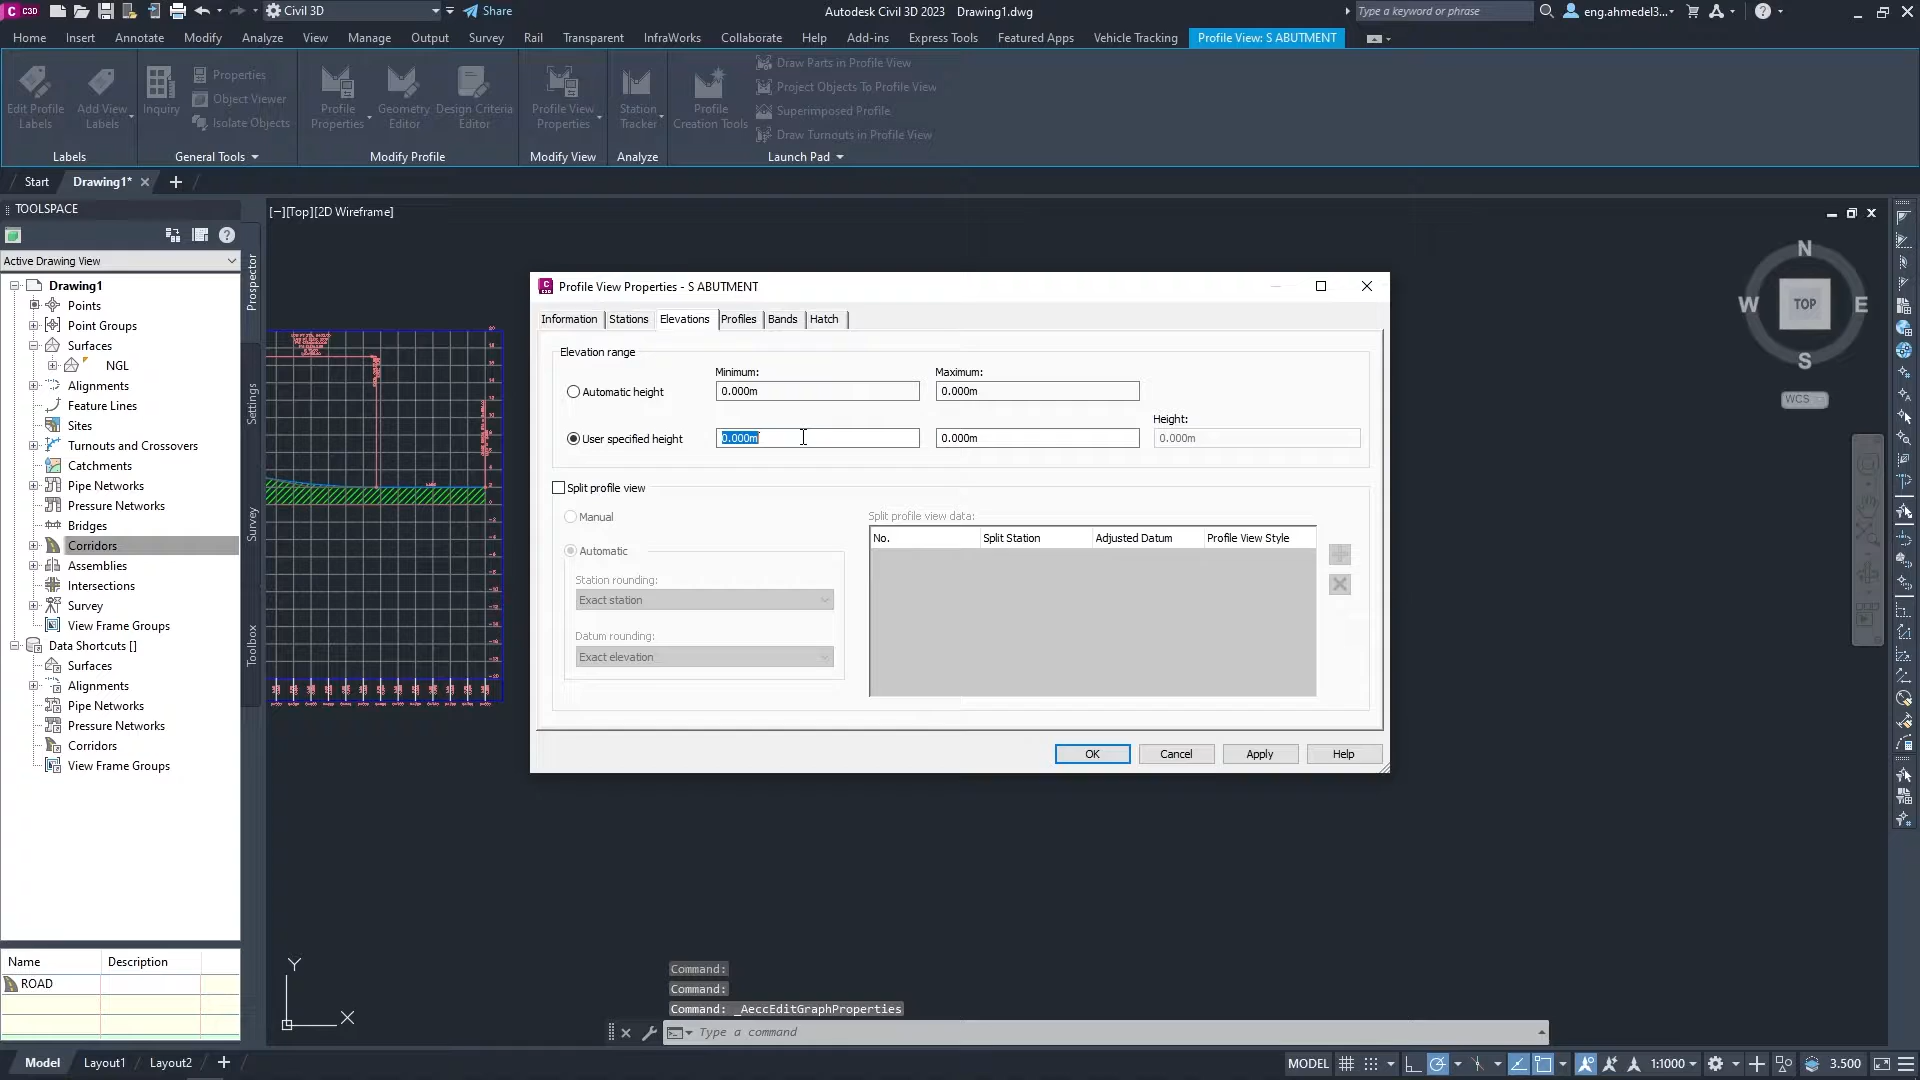 C3D
Civil 3D
Share
Autodesk Civil 3D 2023 Drawing1.dwg
Type a keyword or phrase
eng.ahmedel3...
Home Insert Annotate Modify Analyze View Manage Output Survey Rail Transparent InfraWorks Collaborate Help Add-ins Express Tools Featured Apps Vehicle Tracking Profile View: S ABUTMENT
Edit Profile
Labels
Add View
Labels
Inquiry
Properties
Object Viewer
Isolate Objects
Profile
Properties
Geometry
Editor
Design Criteria
Editor
Profile View
Properties
Station
Tracker
Profile
Creation Tools
Draw Parts in Profile View
Project Objects To Profile View
Superimposed Profile
Draw Turnouts in Profile View
Labels General Tools Modify Profile Modify View Analyze Launch Pad
Start Drawing1*
TOOLSPACE
Active Drawing View
Prospector
Settings
Survey
Toolbox
Drawing1
Points
Point Groups
Surfaces
NGL
Alignments
Feature Lines
Sites
Turnouts and Crossovers
Catchments
Pipe Networks
Pressure Networks
Bridges
Corridors
Assemblies
Intersections
Survey
View Frame Groups
Data Shortcuts []
Surfaces
Alignments
Pipe Networks
Pressure Networks
Corridors
View Frame Groups
Name Description
ROAD
[−][Top][2D Wireframe]
N
W TOP E
S
WCS
Profile View Properties - S ABUTMENT
Information Stations Elevations Profiles Bands Hatch
Elevation range
Minimum: Maximum:
Automatic height 0.000m 0.000m
Height:
User specified height 0.000m 0.000m 0.000m
Split profile view
Manual
Automatic
Station rounding:
Exact station
Datum rounding:
Exact elevation
Split profile view data:
No. Split Station Adjusted Datum Profile View Style
OK Cancel Apply Help
Y
X
Command:
Command:
Command: _AeccEditGraphProperties
Type a command
Model Layout1 Layout2
MODEL
1:1000
3.500